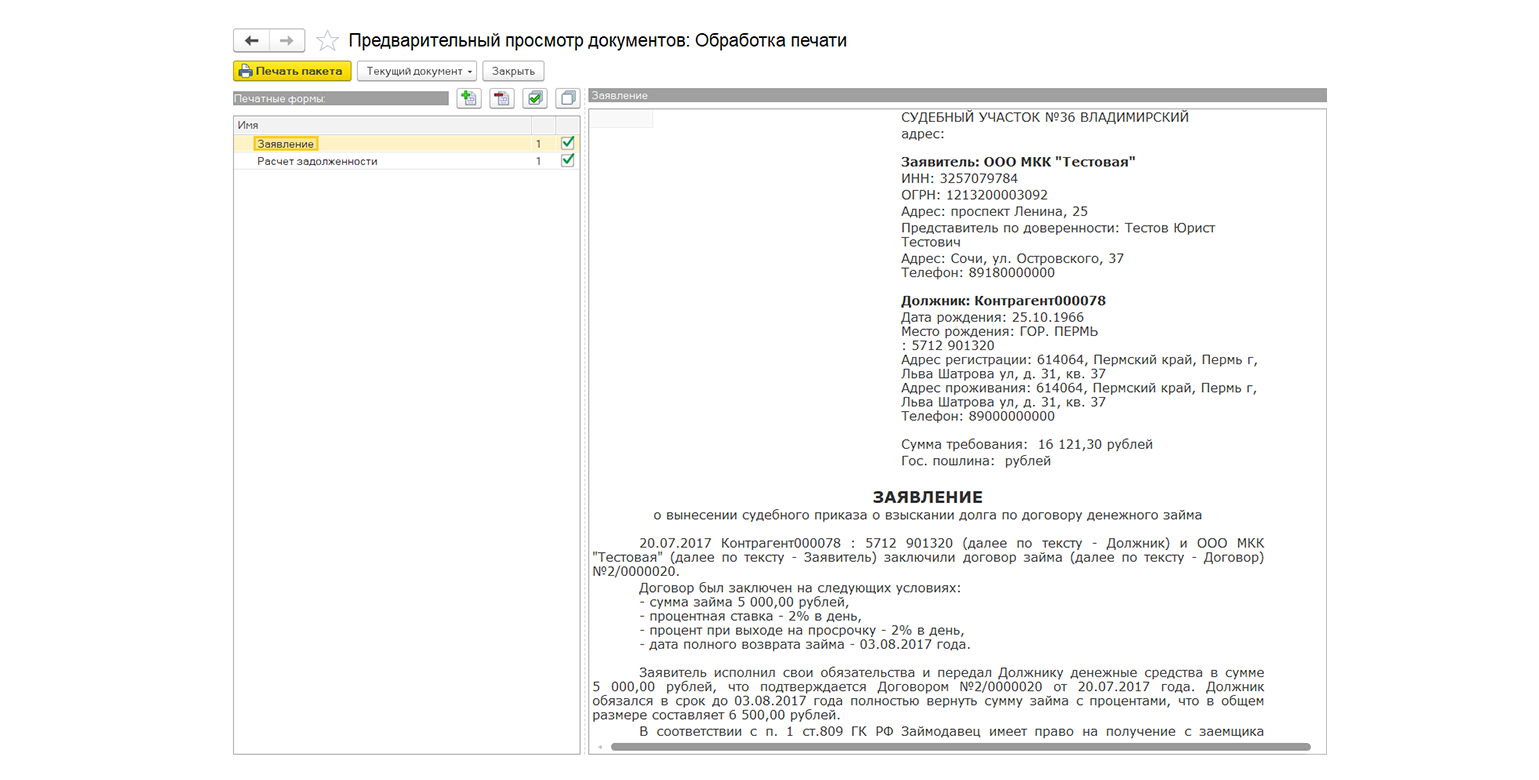 Предварительный просмотр документов: Обработка печати
Печать пакета
Текущий документ
Закрыть
Печатные формы:
Имя
Заявление 1
Расчет задолженности 1
Заявление
СУДЕБНЫЙ УЧАСТОК №36 ВЛАДИМИРСКИЙ
адрес:
Заявитель: ООО МКК "Тестовая"
ИНН: 3257079784
ОГРН: 1213200003092
Адрес: проспект Ленина, 25
Представитель по доверенности: Тестов Юрист
Тестович
Адрес: Сочи, ул. Островского, 37
Телефон: 89180000000
Должник: Контрагент000078
Дата рождения: 25.10.1966
Место рождения: ГОР. ПЕРМЬ
: 5712 901320
Адрес регистрации: 614064, Пермский край, Пермь г,
Льва Шатрова ул, д. 31, кв. 37
Адрес проживания: 614064, Пермский край, Пермь г,
Льва Шатрова ул, д. 31, кв. 37
Телефон: 89000000000
Сумма требования: 16 121,30 рублей
Гос. пошлина: рублей
ЗАЯВЛЕНИЕ
о вынесении судебного приказа о взыскании долга по договору денежного займа
20.07.2017 Контрагент000078 : 5712 901320 (далее по тексту - Должник) и ООО МКК
"Тестовая" (далее по тексту - Заявитель) заключили договор займа (далее по тексту - Договор)
№2/0000020.
Договор был заключен на следующих условиях:
- сумма займа 5 000,00 рублей,
- процентная ставка - 2% в день,
- процент при выходе на просрочку - 2% в день,
- дата полного возврата займа - 03.08.2017 года.
Заявитель исполнил свои обязательства и передал Должнику денежные средства в сумме
5 000,00 рублей, что подтверждается Договором №2/0000020 от 20.07.2017 года. Должник
обязался в срок до 03.08.2017 года полностью вернуть сумму займа с процентами, что в общем
размере составляет 6 500,00 рублей.
В соответствии с п. 1 ст.809 ГК РФ Займодавец имеет право на получение с заемщика